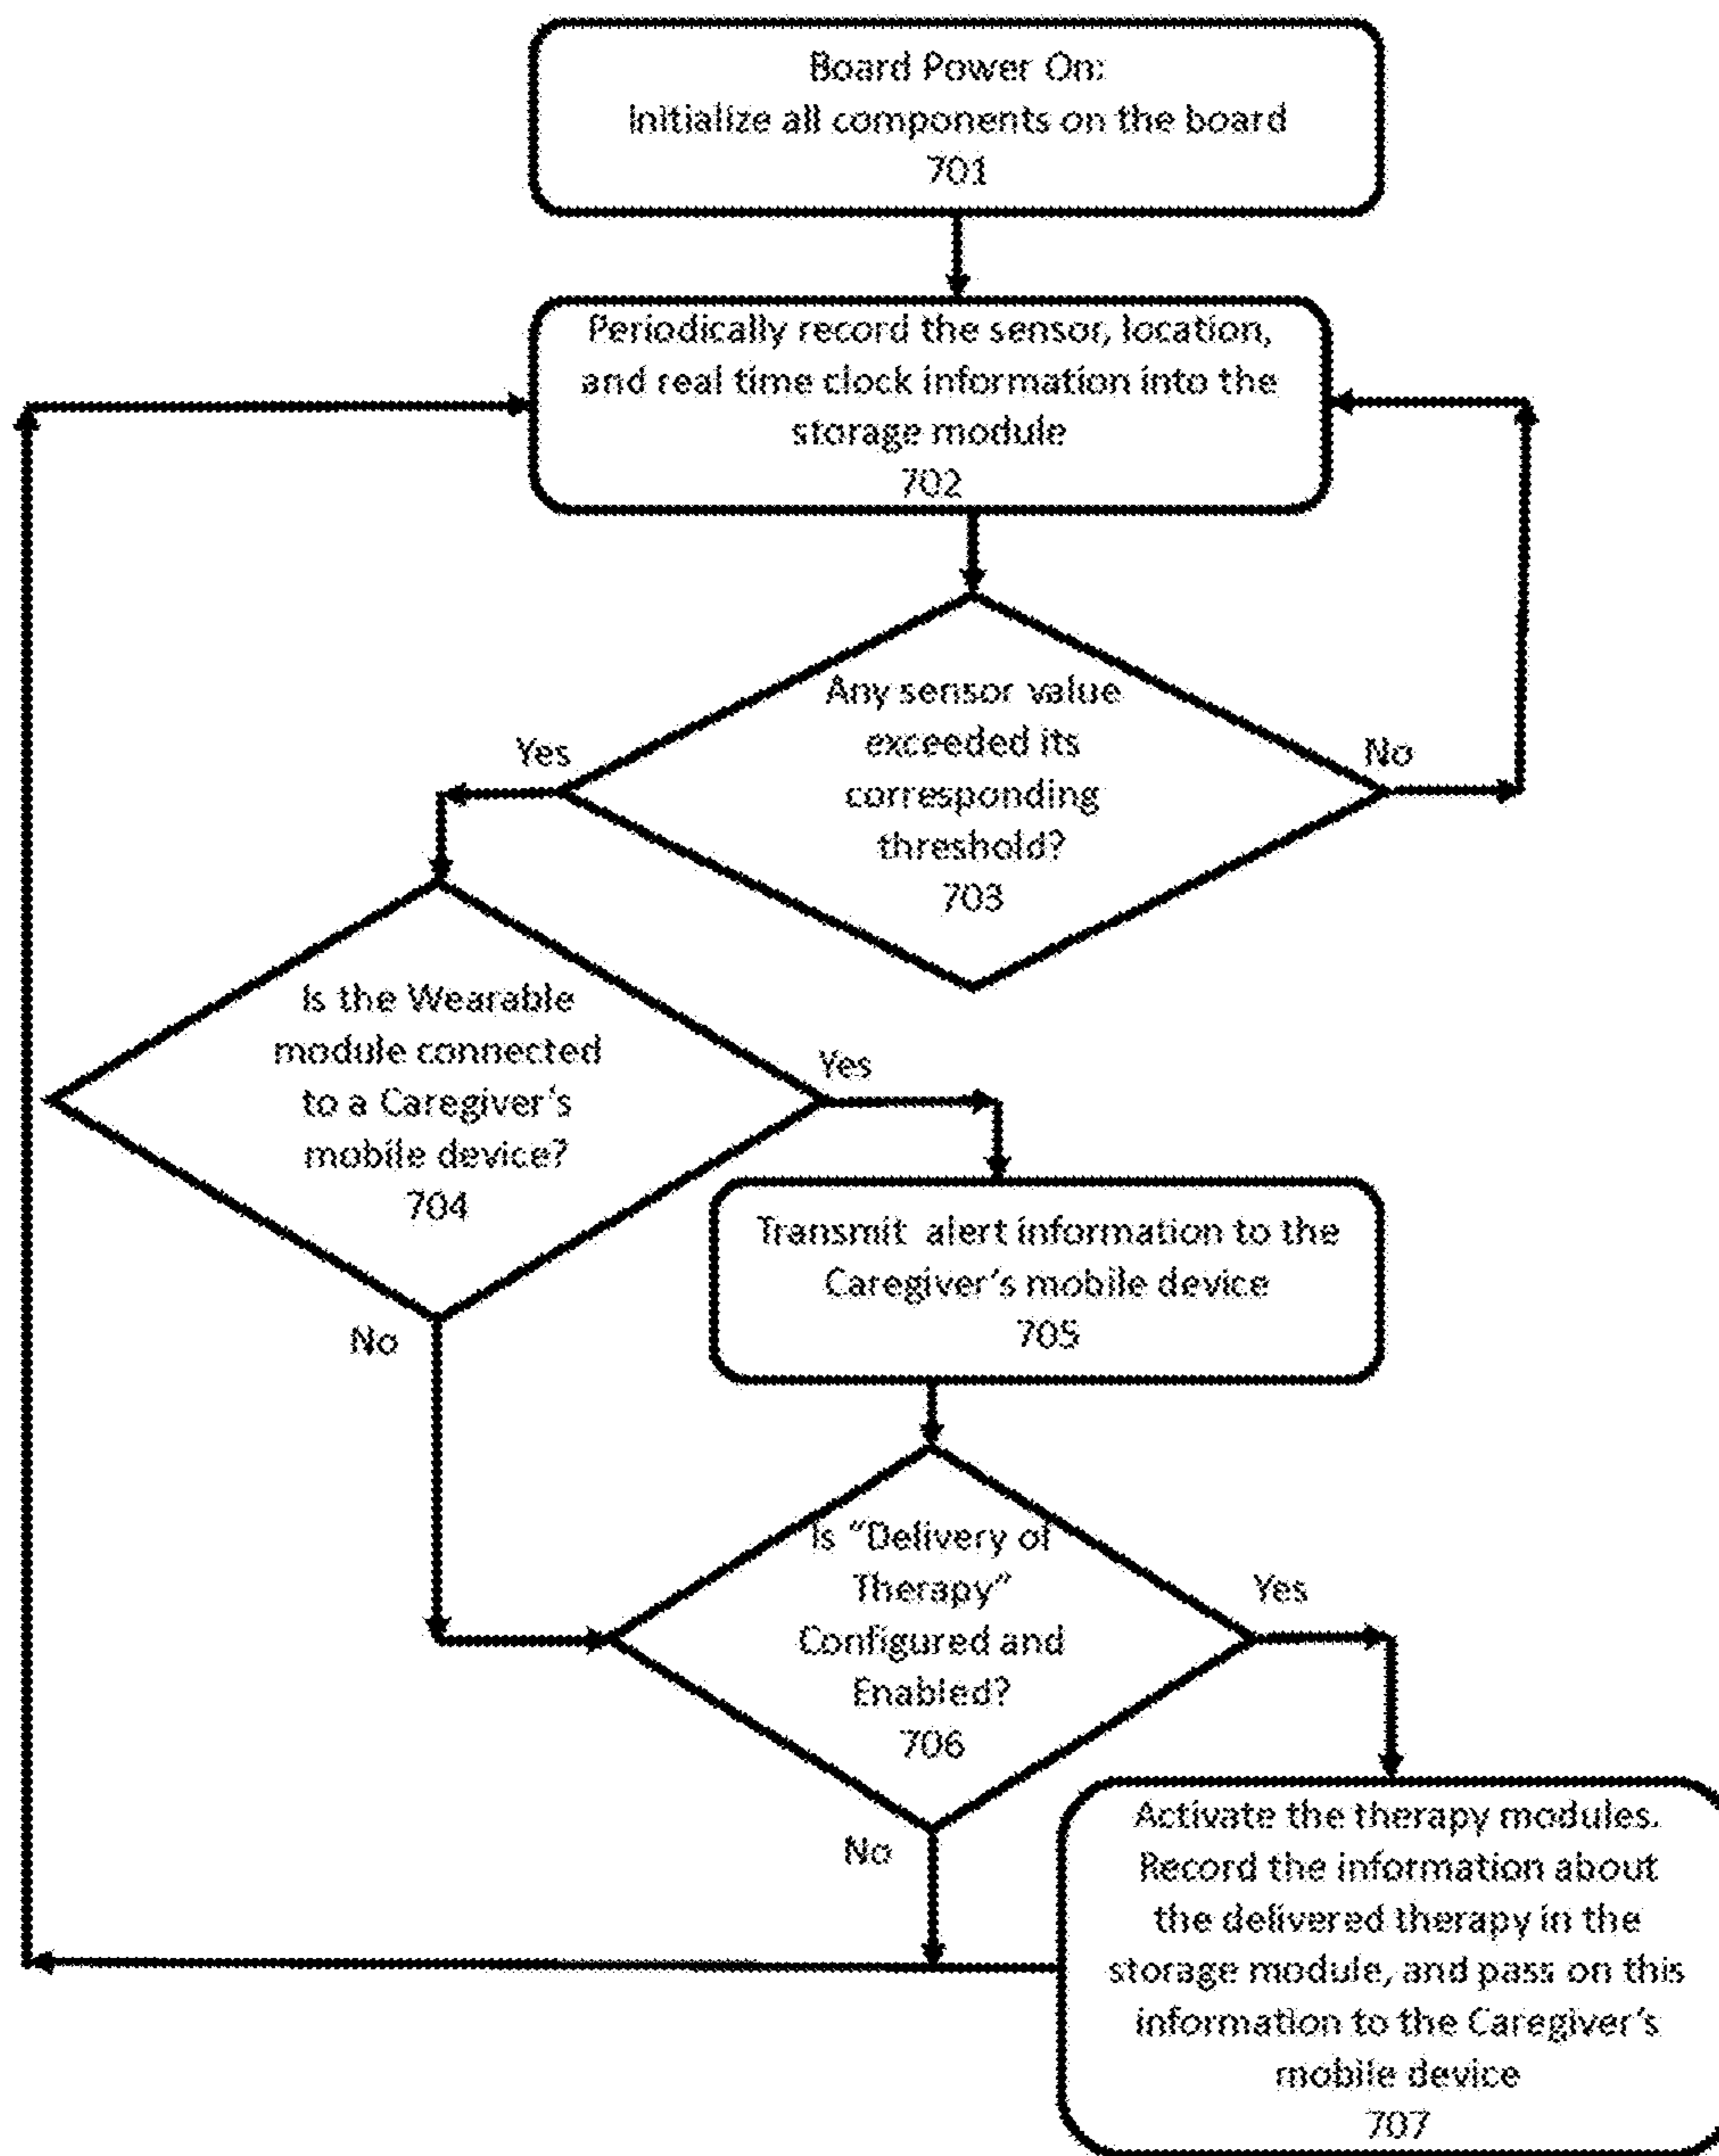 Board Power On:
Initialize all components on the board
701
Periodically record the sensor, location,
and real time clock information into the
storage module
702
Any sensor value
exceeded its
corresponding
threshold?
703
Yes
No
Is the Wearable
module connected
to a Caregiver's
mobile device?
704
Yes
No
Transmit alert information to the
Caregiver's mobile device
705
Is “Delivery of
Therapy”
Configured and
Enabled?
706
Yes
No
Activate the therapy modules.
Record the information about
the delivered therapy in the
storage module, and pass on this
information to the Caregiver's
mobile device
707